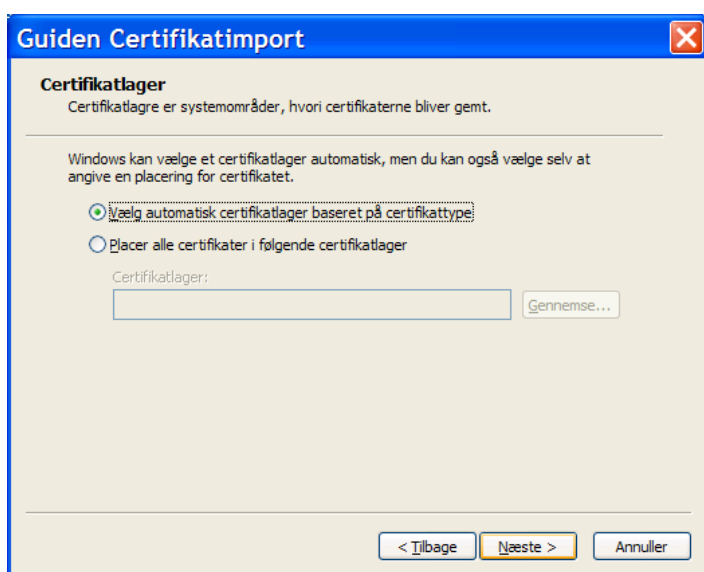 Guiden Certifikatimport
Certifikatlager
Certifikatlagre er systemområder, hvori certifikaterne bliver gemt.
Windows kan vælge et certifikatlager automatisk, men du kan også vælge selv at
angive en placering for certifikatet.
Vælg automatisk certifikatlager baseret på certifikattype
Placer alle certifikater i følgende certifikatlager
Certifikatlager:
Gennemse...
< Tilbage
Næste >
Annuller